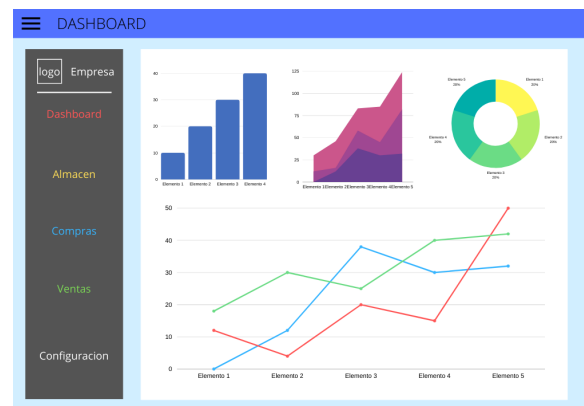 DASHBOARD
logo Empresa
Dashboard
Almacen
Compras
Ventas
Configuracion
40
30
20
10
0
Elemento 1 Elemento 2 Elemento 3 Elemento 4
125
100
75
50
25
0
Elemento 1 Elemento 2 Elemento 3 Elemento 4 Elemento 5
Elemento 5
20%
Elemento 1
20%
Elemento 4
20%
Elemento 2
20%
Elemento 3
20%
50
40
30
20
10
0
Elemento 1 Elemento 2 Elemento 3 Elemento 4 Elemento 5